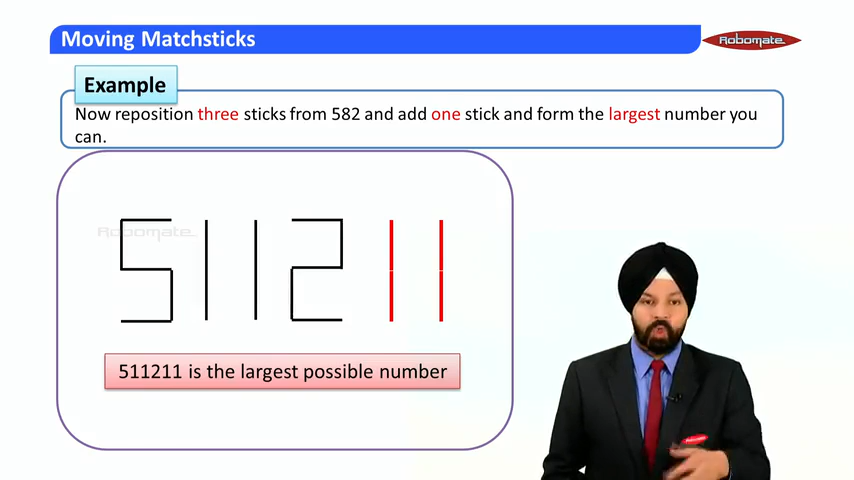 Moving Matchsticks
Robomate
Example
Now reposition three sticks from 582 and add one stick and form the largest number you
can.
Robomate
511211
511211 is the largest possible number